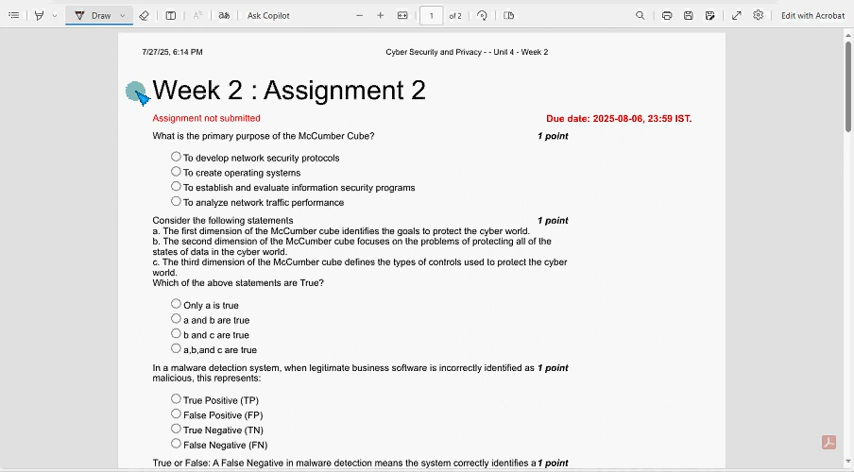 Draw
Ask Copilot
1 of 2
Edit with Acrobat
7/27/25, 6:14 PM Cyber Security and Privacy - - Unit 4 - Week 2
Week 2 : Assignment 2
Assignment not submitted Due date: 2025-08-06, 23:59 IST.
What is the primary purpose of the McCumber Cube? 1 point
To develop network security protocols
To create operating systems
To establish and evaluate information security programs
To analyze network traffic performance
Consider the following statements 1 point
a. The first dimension of the McCumber cube identifies the goals to protect the cyber world.
b. The second dimension of the McCumber cube focuses on the problems of protecting all of the
states of data in the cyber world.
c. The third dimension of the McCumber cube defines the types of controls used to protect the cyber
world.
Which of the above statements are True?
Only a is true
a and b are true
b and c are true
a,b,and c are true
In a malware detection system, when legitimate business software is incorrectly identified as 1 point
malicious, this represents:
True Positive (TP)
False Positive (FP)
True Negative (TN)
False Negative (FN)
True or False: A False Negative in malware detection means the system correctly identifies a 1 point